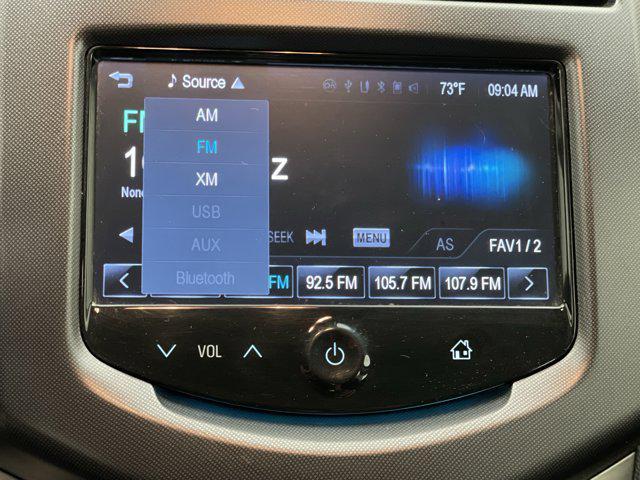 Source 73°F 09:04 AM
AM
FM
XM
USB
AUX
Bluetooth
SEEK MENU AS FAV1 / 2
FM 92.5 FM 105.7 FM 107.9 FM
VOL